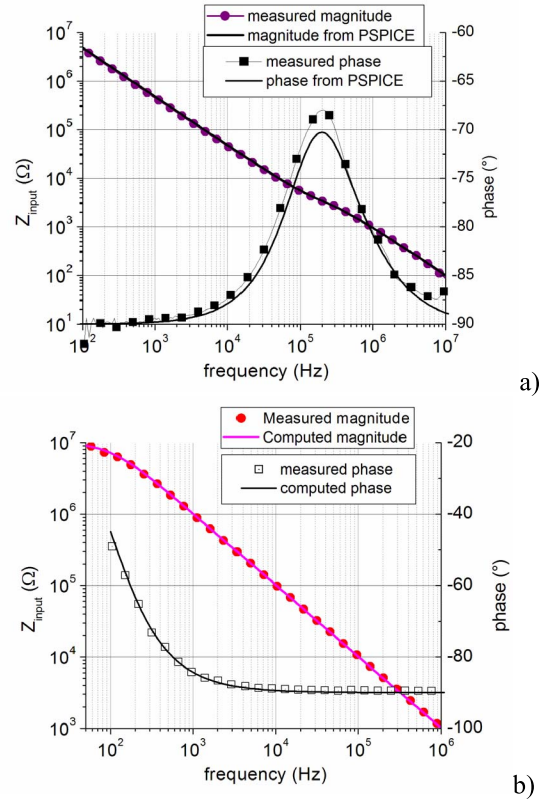 measured magnitude
magnitude from PSPICE
measured phase
phase from PSPICE
10^7
10^6
10^5
10^4
10^3
10^2
10^1
Z_input (Ω)
-60
-65
-70
-75
-80
-85
-90
phase (°)
10^2 10^3 10^4 10^5 10^6 10^7
frequency (Hz)
a)
Measured magnitude
Computed magnitude
measured phase
computed phase
10^7
10^6
10^5
10^4
10^3
Z_input (Ω)
-20
-40
-60
-80
-100
phase (°)
10^2 10^3 10^4 10^5 10^6
frequency (Hz)
b)